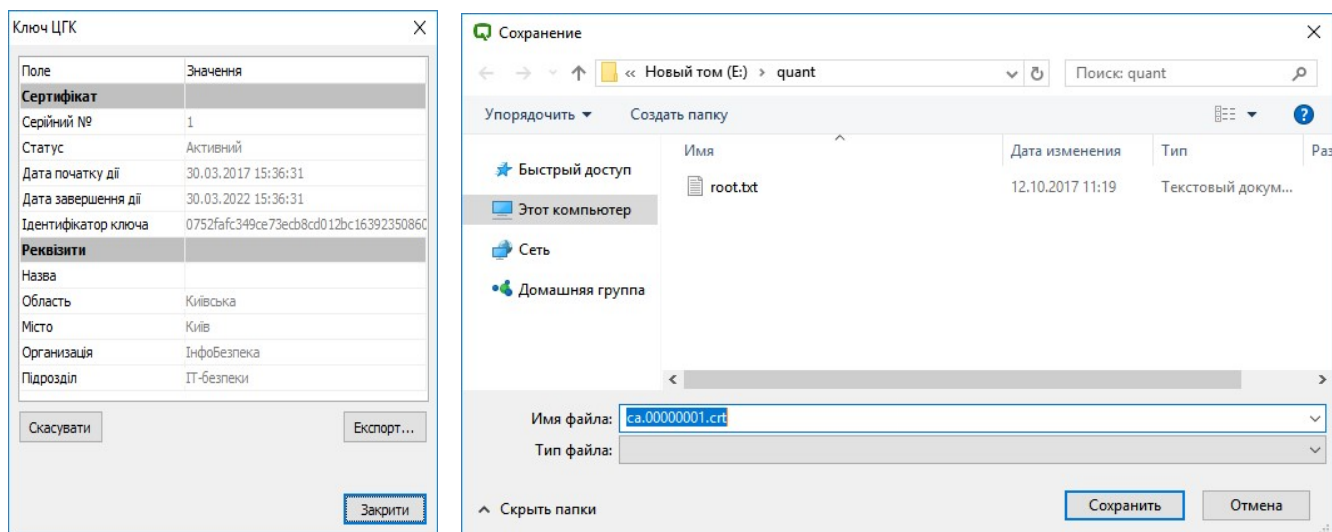 Ключ ЦГК
Поле Значення
Сертифікат
Серійний № 1
Статус Активний
Дата початку дії 30.03.2017 15:36:31
Дата завершення дії 30.03.2022 15:36:31
Ідентифікатор ключа 0752fafc349ce73ecb8cd012bc16392350860
Реквізити
Назва
Область Київська
Місто Київ
Організація ІнфоБезпека
Підрозділ ІТ-безпеки
Скасувати Експорт...
Закрити
Сохранение
« Новый том (E:) › quant Поиск: quant
Упорядочить Создать папку
Имя Дата изменения Тип Раз
Быстрый доступ
root.txt 12.10.2017 11:19 Текстовый докум...
Этот компьютер
Сеть
Домашняя группа
Имя файла: ca.00000001.crt
Тип файла:
Скрыть папки Сохранить Отмена